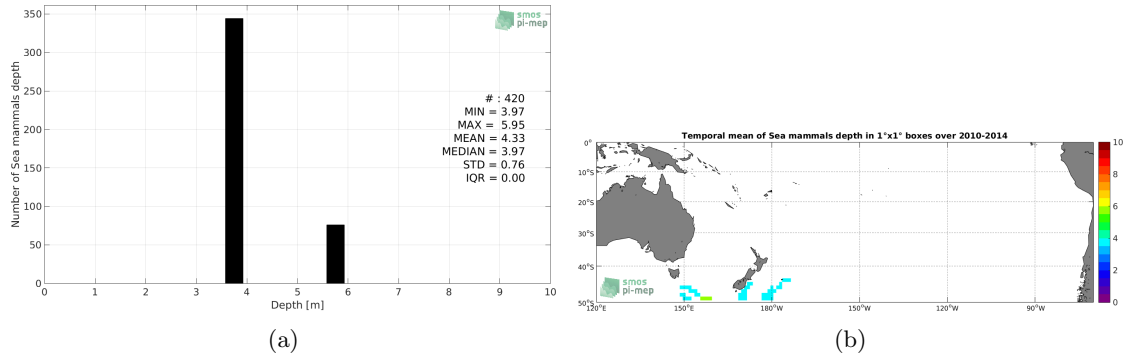 smos
pi-mep
Number of Sea mammals depth
350
300
250
200
150
100
50
0
# : 420
MIN = 3.97
MAX = 5.95
MEAN = 4.33
MEDIAN = 3.97
STD = 0.76
IQR = 0.00
0 1 2 3 4 5 6 7 8 9 10
Depth [m]
(a)
Temporal mean of Sea mammals depth in 1°x1° boxes over 2010-2014
0°
10°S
20°S
30°S
40°S
50°S
120°E 150°E 180°W 150°W 120°W 90°W
smos
pi-mep
10
8
6
4
2
0
(b)